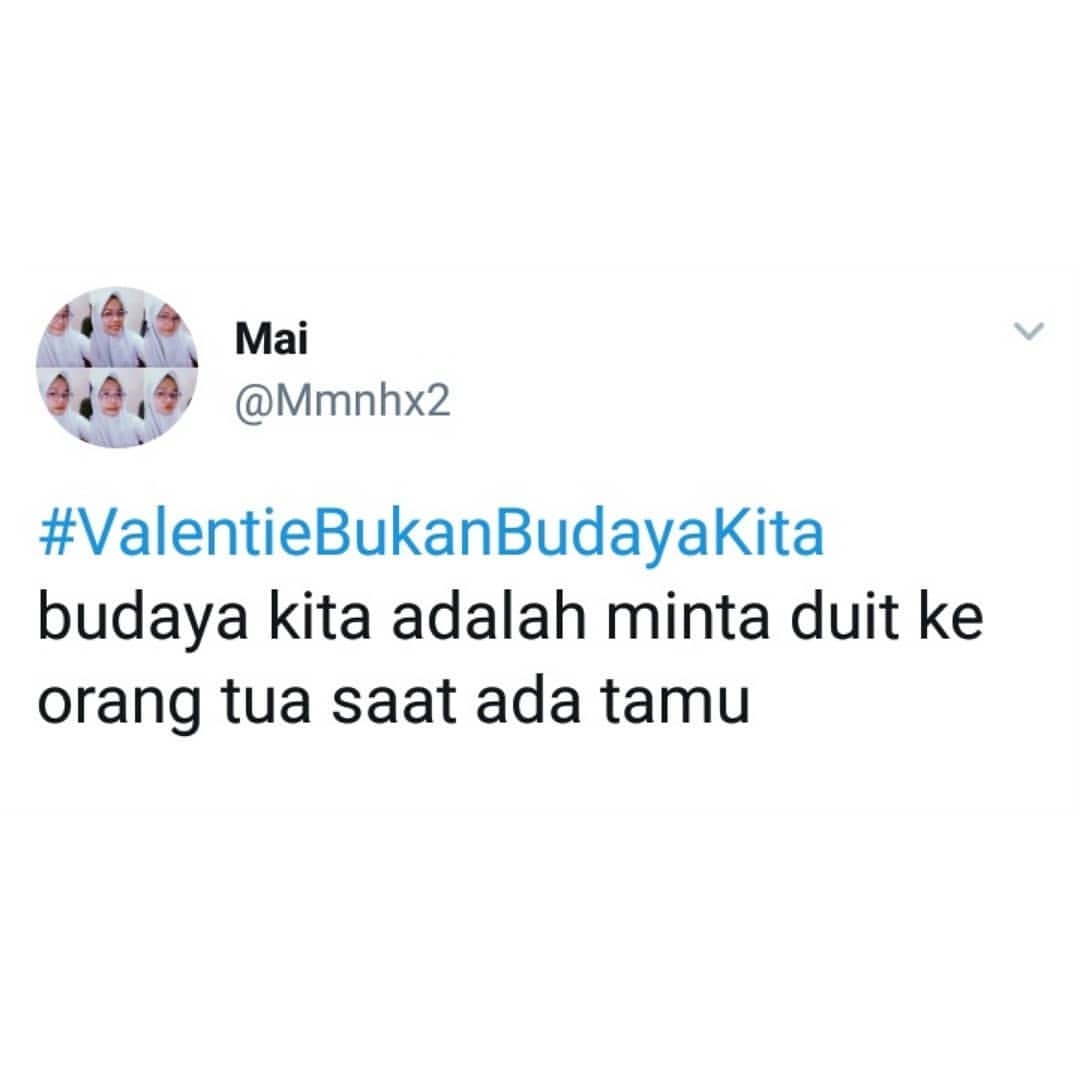 Mai
@Mmnhx2
#ValentieBukanBudayaKita
budaya kita adalah minta duit ke
orang tua saat ada tamu